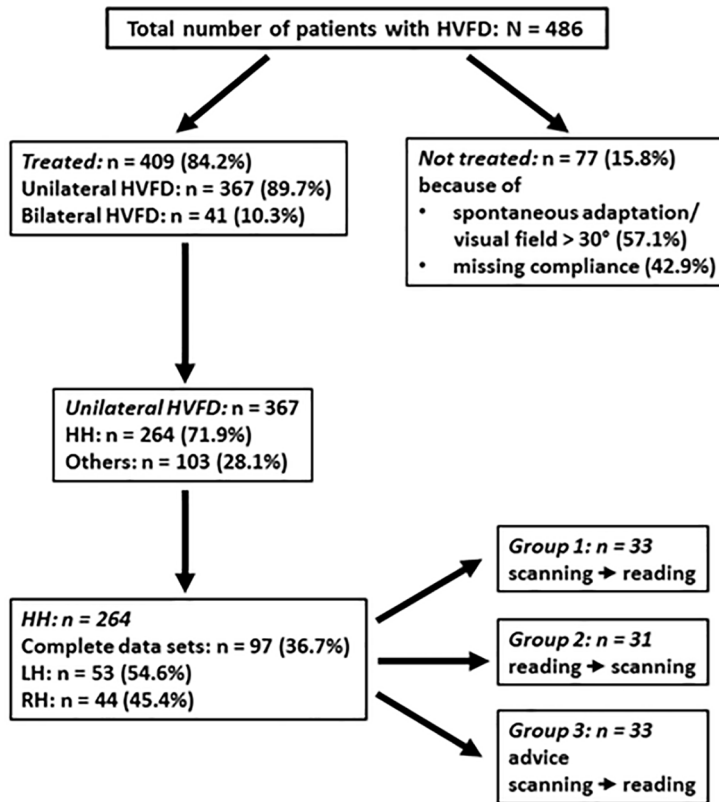 Total number of patients with HVFD: N = 486
Treated: n = 409 (84.2%)
Unilateral HVFD: n = 367 (89.7%)
Bilateral HVFD: n = 41 (10.3%)
Not treated: n = 77 (15.8%)
because of
• spontaneous adaptation/
visual field > 30° (57.1%)
• missing compliance (42.9%)
Unilateral HVFD: n = 367
HH: n = 264 (71.9%)
Others: n = 103 (28.1%)
HH: n = 264
Complete data sets: n = 97 (36.7%)
LH: n = 53 (54.6%)
RH: n = 44 (45.4%)
Group 1: n = 33
scanning → reading
Group 2: n = 31
reading → scanning
Group 3: n = 33
advice
scanning → reading